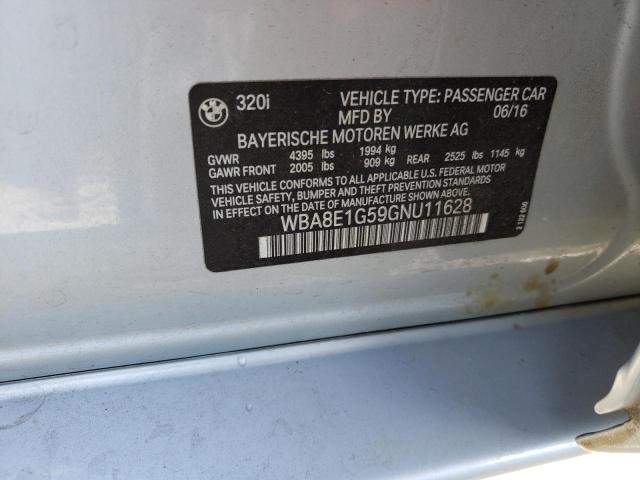 BMW 320i VEHICLE TYPE: PASSENGER CAR
MFD BY 06/16
BAYERISCHE MOTOREN WERKE AG
GVWR 4395 lbs 1994 kg
GAWR FRONT 2005 lbs 909 kg REAR 2525 lbs 1145 kg
THIS VEHICLE CONFORMS TO ALL APPLICABLE U.S. FEDERAL MOTOR
VEHICLE SAFETY, BUMPER, AND THEFT PREVENTION STANDARDS
IN EFFECT ON THE DATE OF MANUFACTURE SHOWN ABOVE.
WBA8E1G59GNU11628